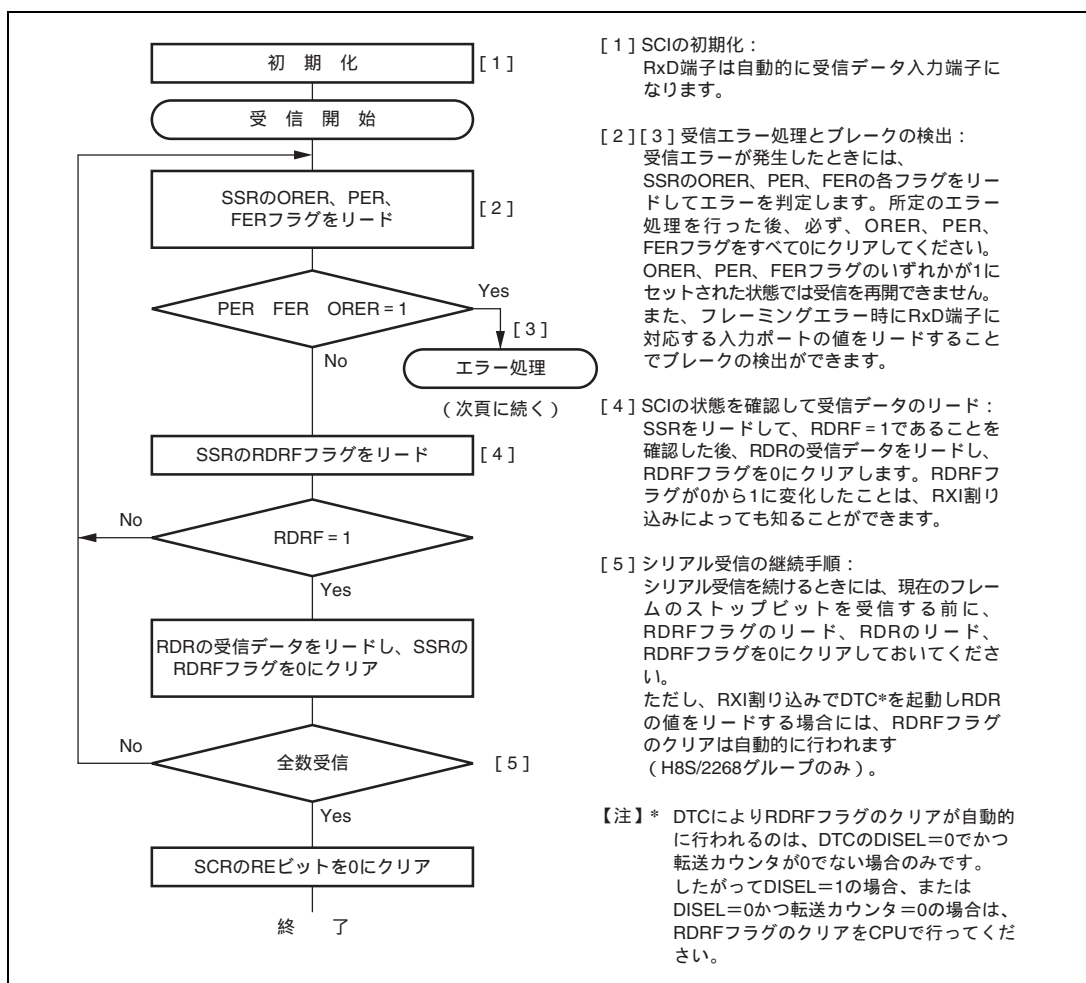 初 期 化
[ 1 ]
受 信 開 始
SSRのORER、PER、
FERフラグをリード
[ 2 ]
PER FER ORER = 1
Yes
[ 3 ]
No
エラー処理
（次頁に続く）
SSRのRDRFフラグをリード
[ 4 ]
No
RDRF = 1
Yes
RDRの受信データをリードし、SSRの
RDRFフラグを0にクリア
No
全数受信
[ 5 ]
Yes
SCRのREビットを0にクリア
終 了
[ 1 ] SCIの初期化：
RxD端子は自動的に受信データ入力端子に
なります。
[ 2 ] [ 3 ] 受信エラー処理とブレークの検出：
受信エラーが発生したときには、
SSRのORER、PER、FERの各フラグをリー
ドしてエラーを判定します。所定のエラー
処理を行った後、必ず、ORER、PER、
FERフラグをすべて0にクリアしてください。
ORER、PER、FERフラグのいずれかが1に
セットされた状態では受信を再開できません。
また、フレーミングエラー時にRxD端子に
対応する入力ポートの値をリードすること
でブレークの検出ができます。
[ 4 ] SCIの状態を確認して受信データのリード：
SSRをリードして、RDRF = 1であることを
確認した後、RDRの受信データをリードし、
RDRFフラグを0にクリアします。RDRFフ
ラグが0から1に変化したことは、RXI割り
込みによっても知ることができます。
[ 5 ] シリアル受信の継続手順：
シリアル受信を続けるときには、現在のフレー
ムのストップビットを受信する前に、
RDRFフラグのリード、RDRのリード、
RDRFフラグを0にクリアしておいてくださ
い。
ただし、RXI割り込みでDTC*を起動しRDR
の値をリードする場合には、RDRFフラグ
のクリアは自動的に行われます
（H8S/2268グループのみ）。
【注】* DTCによりRDRFフラグのクリアが自動的
に行われるのは、DTCのDISEL＝0でかつ
転送カウンタが0でない場合のみです。
したがってDISEL＝1の場合、または
DISEL＝0かつ転送カウンタ＝0の場合は、
RDRFフラグのクリアをCPUで行ってくだ
さい。